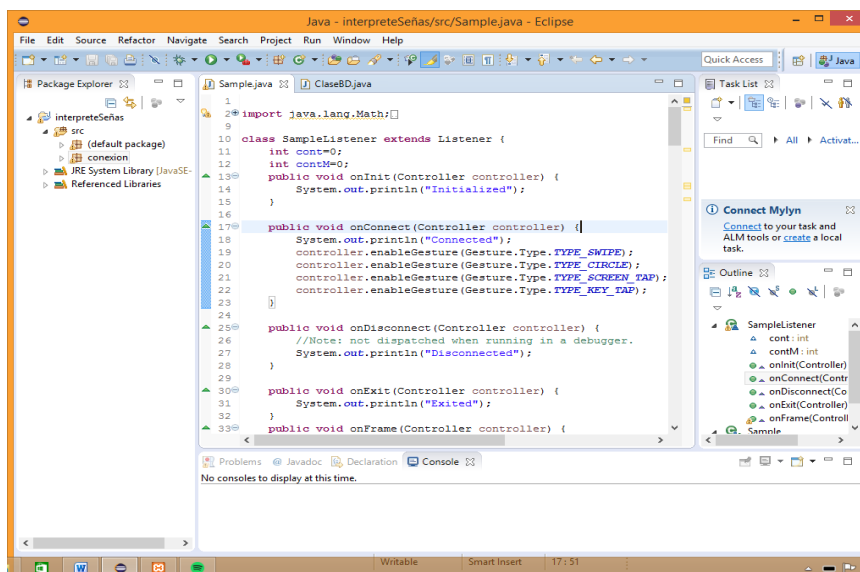 Java - interpreteSeñas/src/Sample.java - Eclipse
File Edit Source Refactor Navigate Search Project Run Window Help
Quick Access
Java
Package Explorer
interpreteSeñas
src
(default package)
conexion
JRE System Library [JavaSE-
Referenced Libraries
Sample.java
ClaseBD.java
1
2 import java.lang.Math;
9
10 class SampleListener extends Listener {
11 int cont=0;
12 int contM=0;
13 public void onInit(Controller controller) {
14 System.out.println("Initialized");
15 }
16
17 public void onConnect(Controller controller) {
18 System.out.println("Connected");
19 controller.enableGesture(Gesture.Type.TYPE_SWIPE);
20 controller.enableGesture(Gesture.Type.TYPE_CIRCLE);
21 controller.enableGesture(Gesture.Type.TYPE_SCREEN_TAP);
22 controller.enableGesture(Gesture.Type.TYPE_KEY_TAP);
23 }
24
25 public void onDisconnect(Controller controller) {
26 //Note: not dispatched when running in a debugger.
27 System.out.println("Disconnected");
28 }
29
30 public void onExit(Controller controller) {
31 System.out.println("Exited");
32 }
33 public void onFrame(Controller controller) {
Task List
Find
All
Activat...
Connect Mylyn
Connect to your task and
ALM tools or create a local
task.
Outline
SampleListener
cont : int
contM : int
onInit(Controller)
onConnect(Contr
onDisconnect(Co
onExit(Controller)
onFrame(Controll
Sample
Problems @ Javadoc Declaration Console
No consoles to display at this time.
Writable Smart Insert 17 : 51